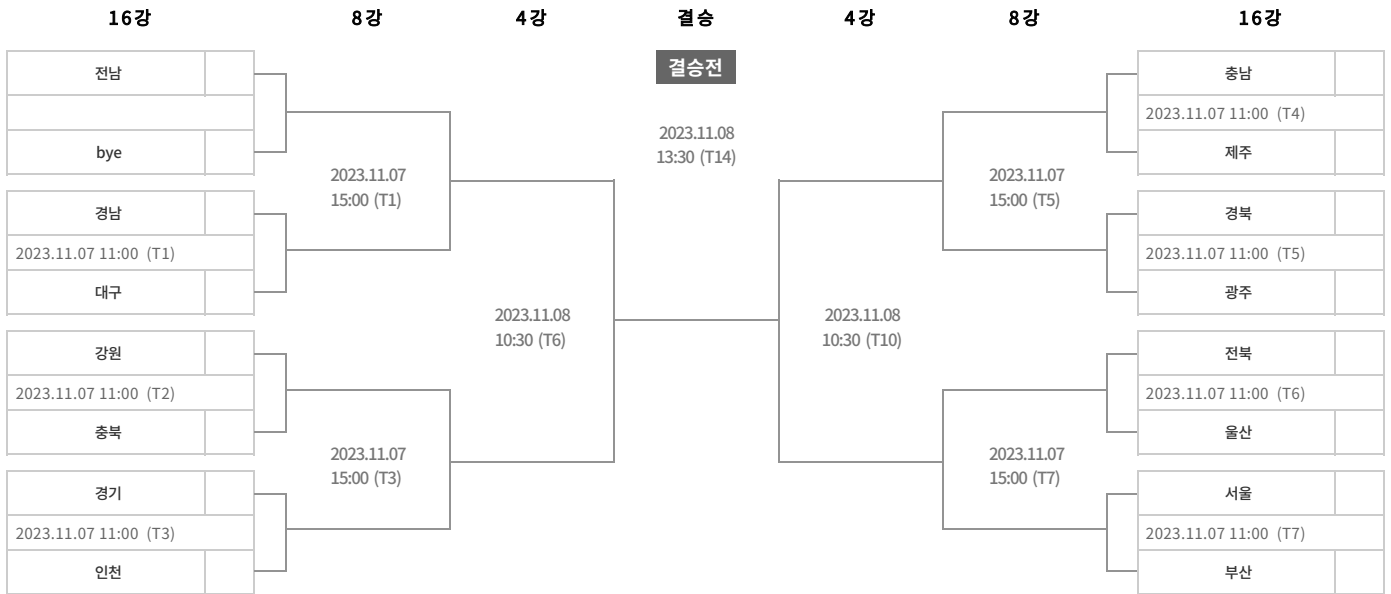 16강 8강 4강 결승 4강 8강 16강
결승전
2023.11.08
13:30 (T14)
전남
bye
경남
2023.11.07 11:00 (T1)
대구
강원
2023.11.07 11:00 (T2)
충북
경기
2023.11.07 11:00 (T3)
인천
2023.11.07
15:00 (T1)
2023.11.07
15:00 (T3)
2023.11.08
10:30 (T6)
2023.11.08
10:30 (T10)
2023.11.07
15:00 (T5)
2023.11.07
15:00 (T7)
충남
2023.11.07 11:00 (T4)
제주
경북
2023.11.07 11:00 (T5)
광주
전북
2023.11.07 11:00 (T6)
울산
서울
2023.11.07 11:00 (T7)
부산